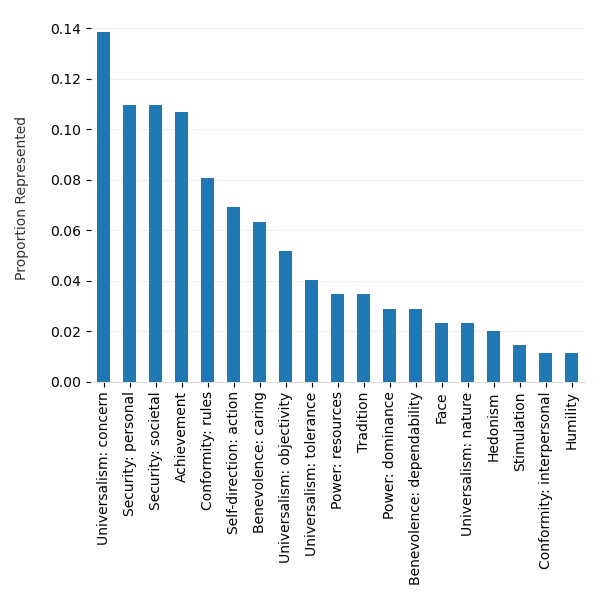 0.14
0.12
0.10
0.08
0.06
0.04
0.02
0.00
Proportion Represented
Universalism: concern
Security: personal
Security: societal
Achievement
Conformity: rules
Self-direction: action
Benevolence: caring
Universalism: objectivity
Universalism: tolerance
Power: resources
Tradition
Power: dominance
Benevolence: dependability
Face
Universalism: nature
Hedonism
Stimulation
Conformity: interpersonal
Humility